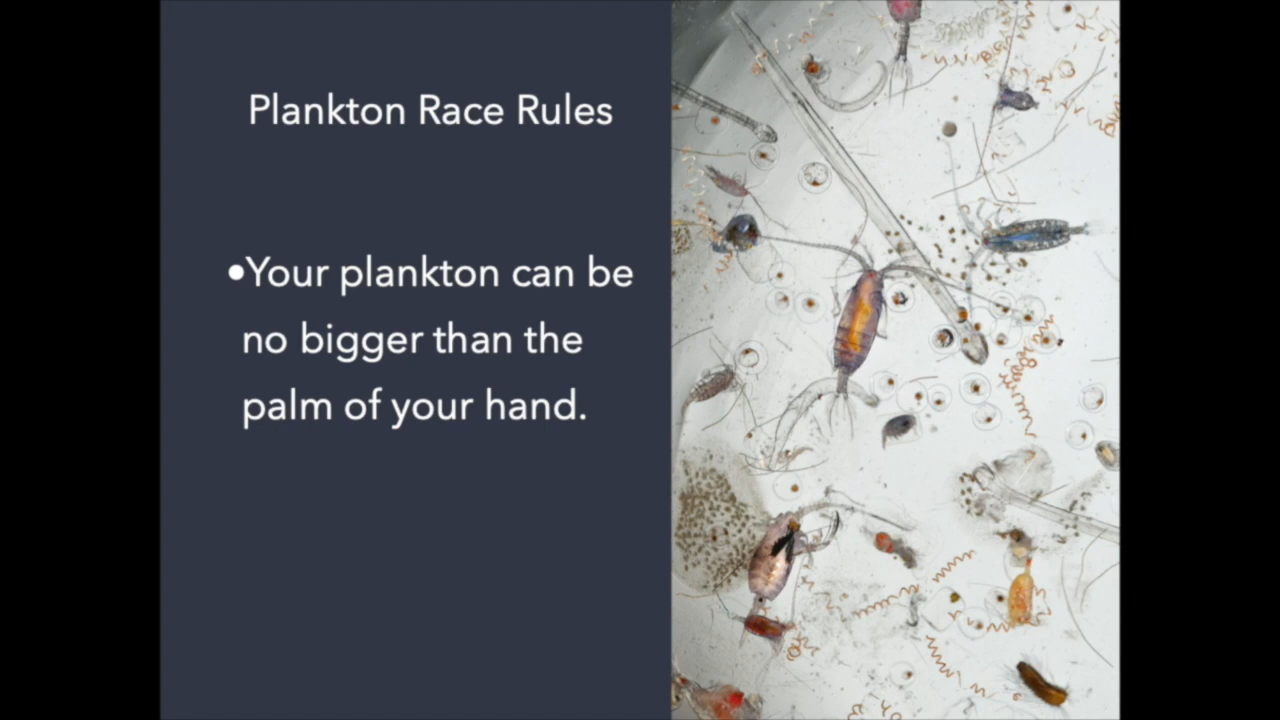 Plankton Race Rules
•Your plankton can be
no bigger than the
palm of your hand.